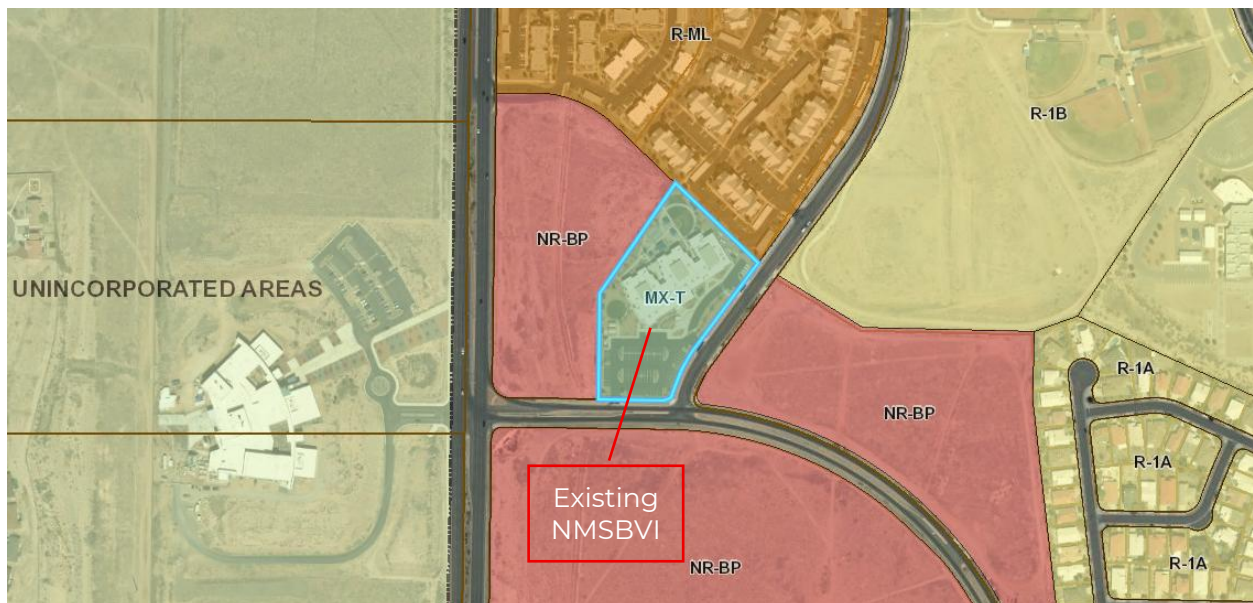 R-ML
R-1B
NR-BP
UNINCORPORATED AREAS
MX-T
R-1A
NR-BP
R-1A
Existing
NMSBVI
NR-BP
R-1A